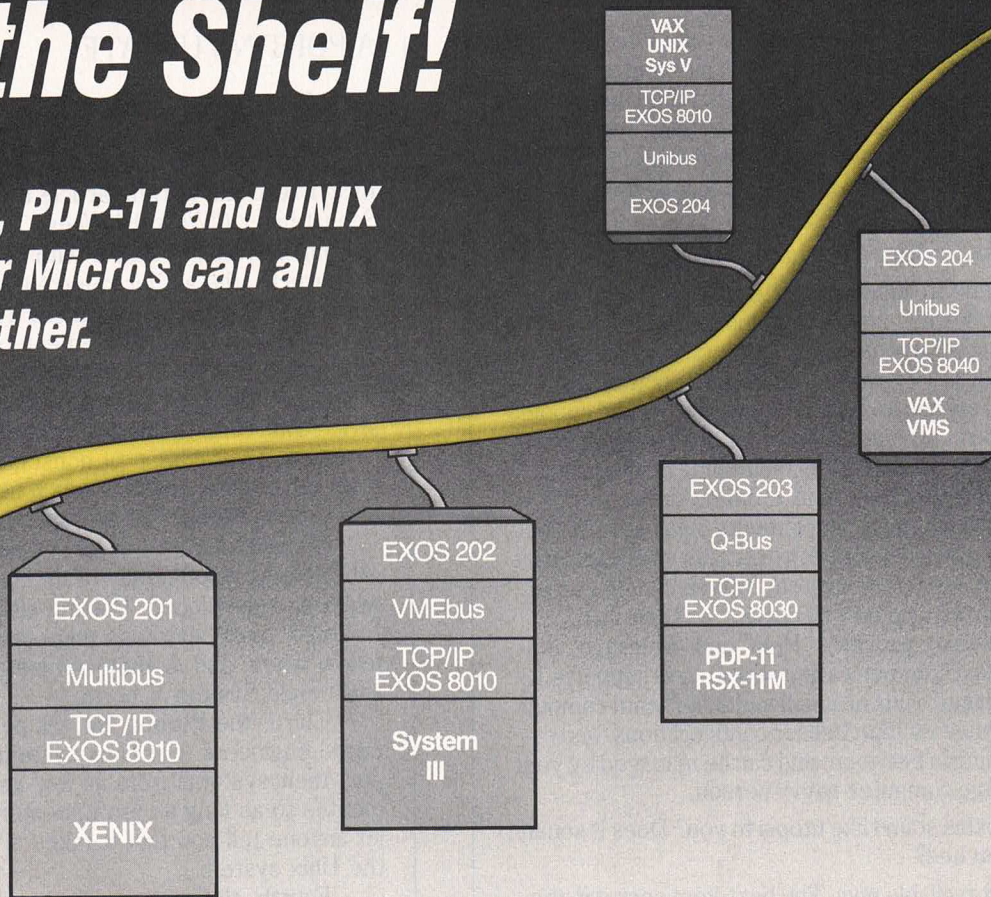 the Shelf!
, PDP-11 and UNIX
r Micros can all
ther.
VAX
UNIX
Sys V
TCP/IP
EXOS 8010
Unibus
EXOS 204
EXOS 204
Unibus
TCP/IP
EXOS 8040
VAX
VMS
EXOS 203
Q-Bus
TCP/IP
EXOS 8030
PDP-11
RSX-11M
EXOS 202
VMEbus
TCP/IP
EXOS 8010
System
III
EXOS 201
Multibus
TCP/IP
EXOS 8010
XENIX